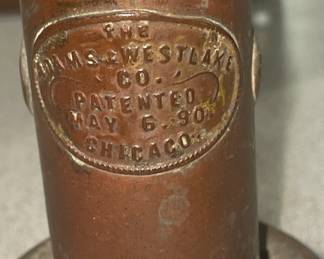 THE
ADAMS & WESTLAKE
CO.
PATENTED
MAY 6.90.
CHICAGO.